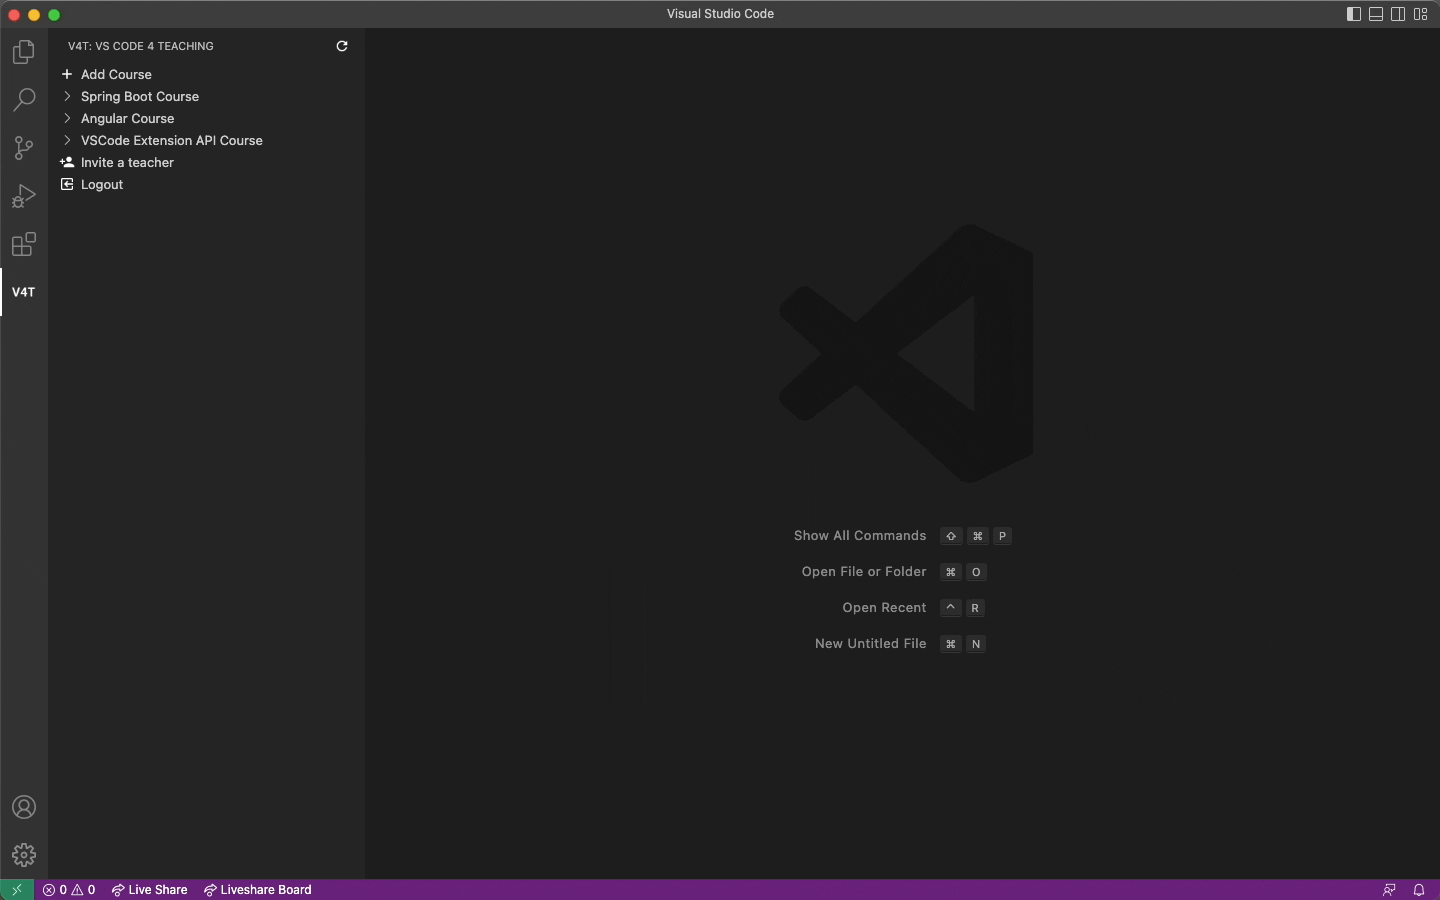 Visual Studio Code
V4T: VS CODE 4 TEACHING
Add Course
Spring Boot Course
Angular Course
VSCode Extension API Course
Invite a teacher
Logout
V4T
Show All Commands ⇧ ⌘ P
Open File or Folder ⌘ O
Open Recent ^ R
New Untitled File ⌘ N
0 0 Live Share Liveshare Board